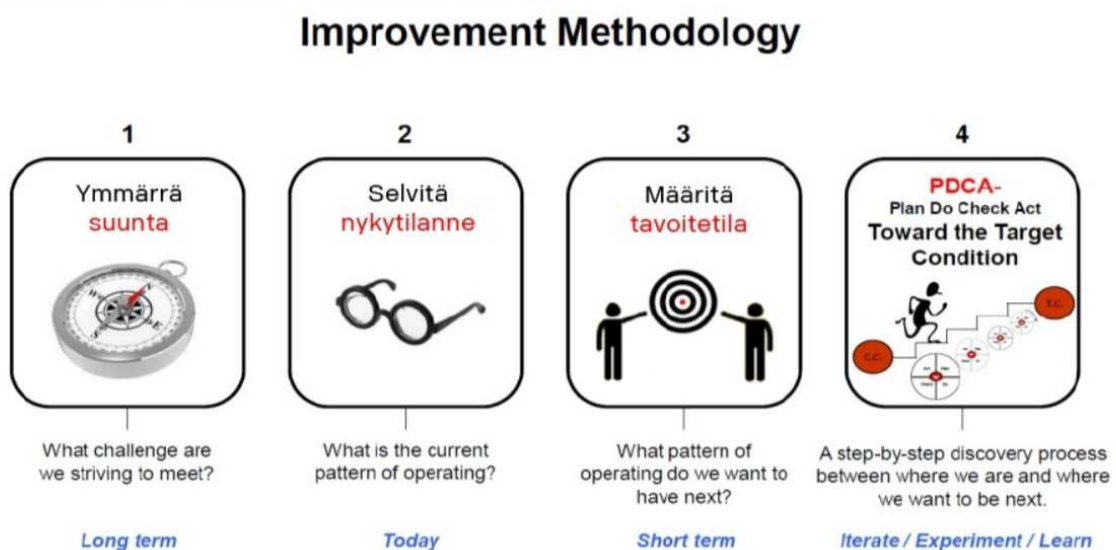 Improvement Methodology
1
Ymmärrä
suunta
What challenge are
we striving to meet?
Long term
2
Selvitä
nykytilanne
What is the current
pattern of operating?
Today
3
Määritä
tavoitetila
What pattern of
operating do we want to
have next?
Short term
4
PDCA-
Plan Do Check Act
Toward the Target
Condition
T.C.
C.C.
A step-by-step discovery process
between where we are and where
we want to be next.
Iterate / Experiment / Learn